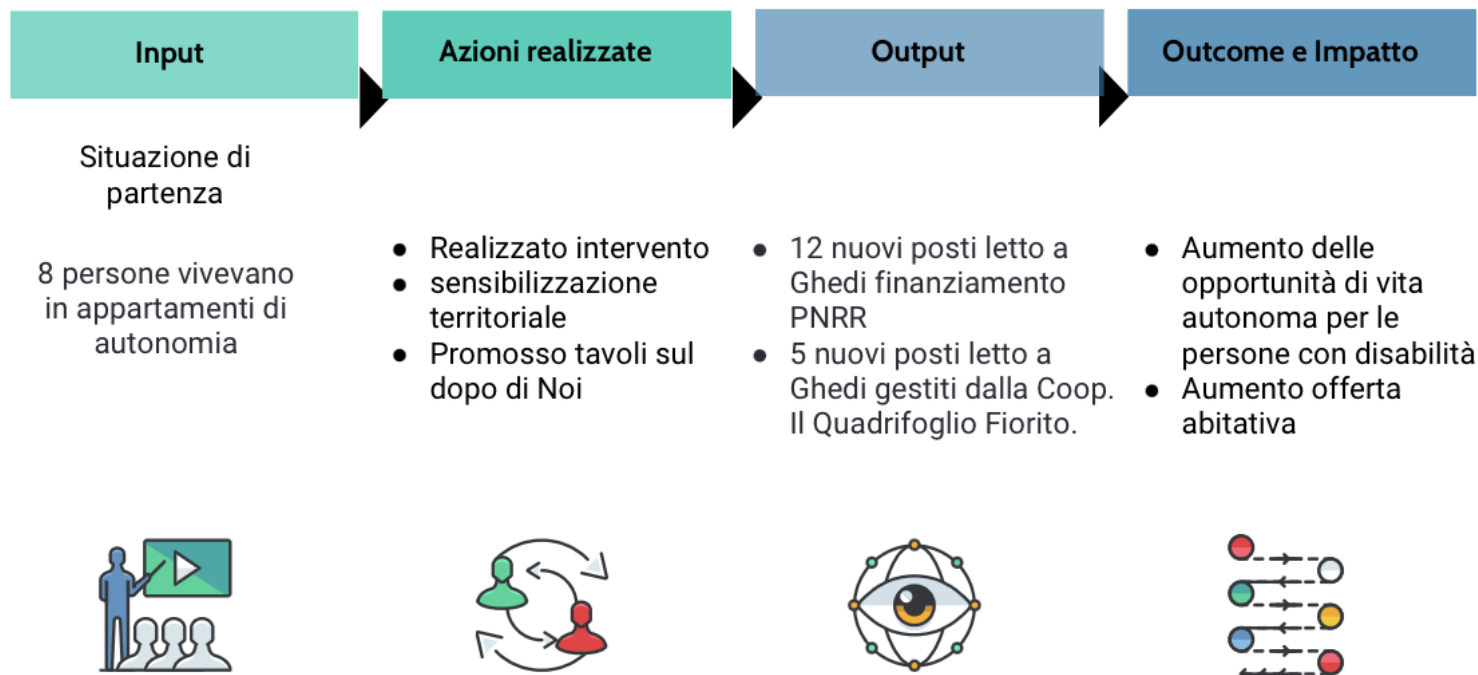 Input
Azioni realizzate
Output
Outcome e Impatto
Situazione di
partenza
8 persone vivevano
in appartamenti di
autonomia
● Realizzato intervento
● sensibilizzazione
territoriale
● Promosso tavoli sul
dopo di Noi
● 12 nuovi posti letto a
Ghedi finanziamento
PNRR
● 5 nuovi posti letto a
Ghedi gestiti dalla Coop.
Il Quadrifoglio Fiorito.
● Aumento delle
opportunità di vita
autonoma per le
persone con disabilità
● Aumento offerta
abitativa